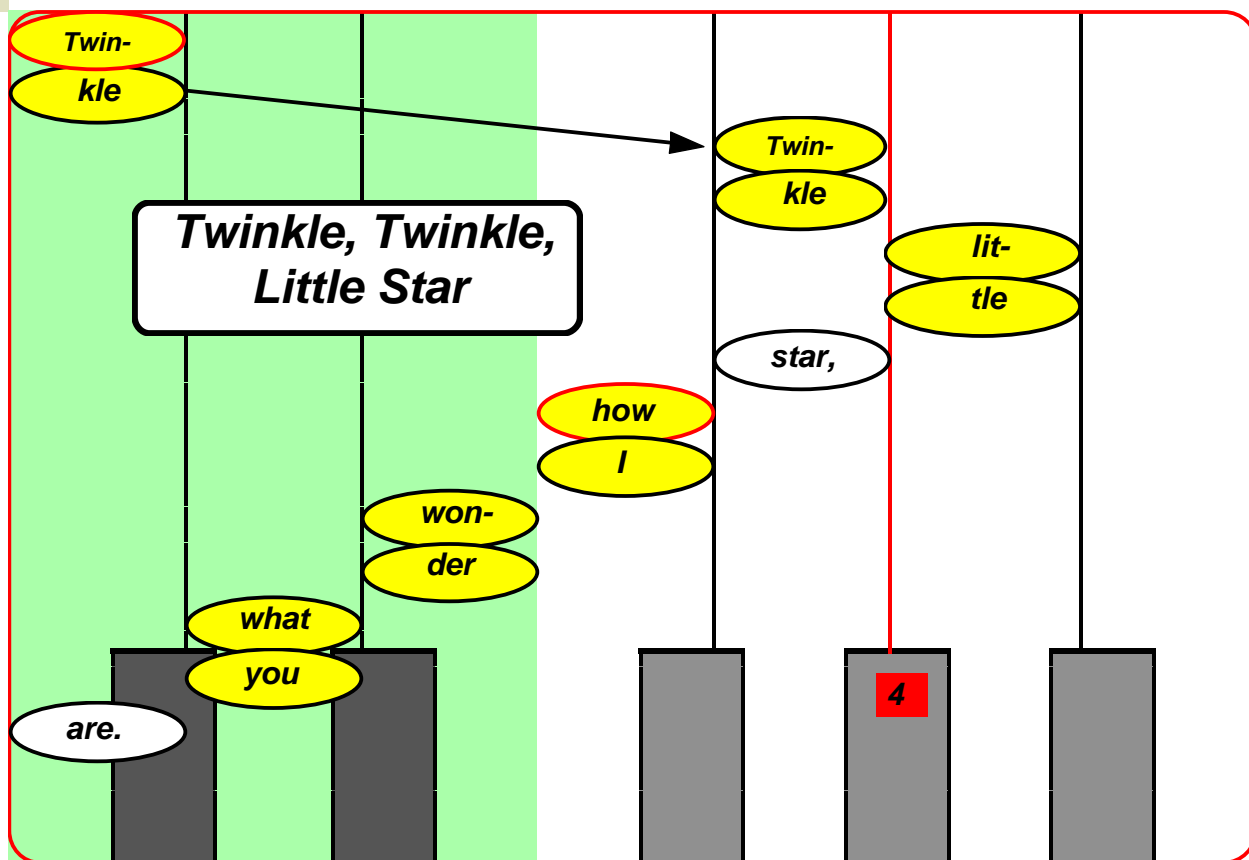 Twin-
kle
Twin-
kle
Twinkle, Twinkle,
Little Star
lit-
tle
star,
how
I
won-
der
what
you
4
are.